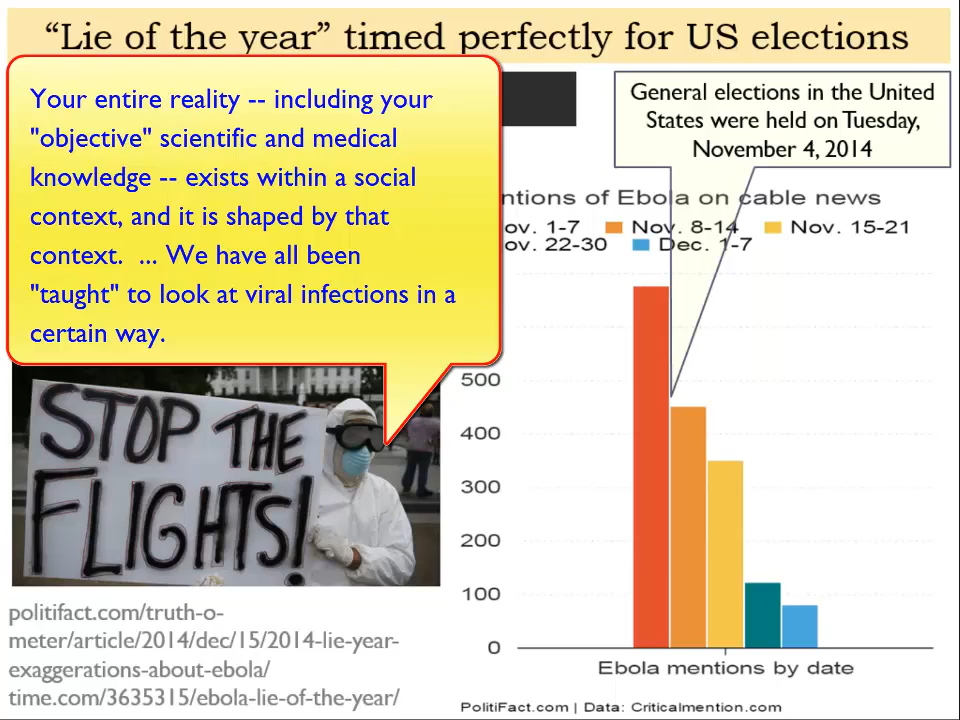 “Lie of the year” timed perfectly for US elections
Your entire reality -- including your
"objective" scientific and medical
knowledge -- exists within a social
context, and it is shaped by that
context.  ... We have all been
"taught" to look at viral infections in a
certain way.
General elections in the United
States were held on Tuesday,
November 4, 2014
of Ebola on cable news
1-7 Nov. 8-14 Nov. 15-21
22-30 Dec. 1-7
500
400
300
200
100
0
Ebola mentions by date
STOP THE
FLIGHTS!
politifact.com/truth-o-
meter/article/2014/dec/15/2014-lie-year-
exaggerations-about-ebola/
time.com/3635315/ebola-lie-of-the-year/
PolitiFact.com | Data: Criticalmention.com